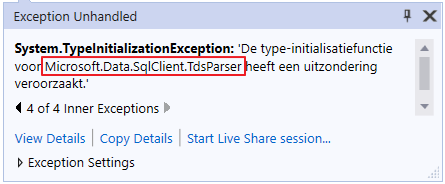 Exception Unhandled
System.TypeInitializationException: 'De type-initialisatiefunctie
voor Microsoft.Data.SqlClient.TdsParser heeft een uitzondering
veroorzaakt.'
4 of 4 Inner Exceptions
View Details | Copy Details | Start Live Share session...
Exception Settings